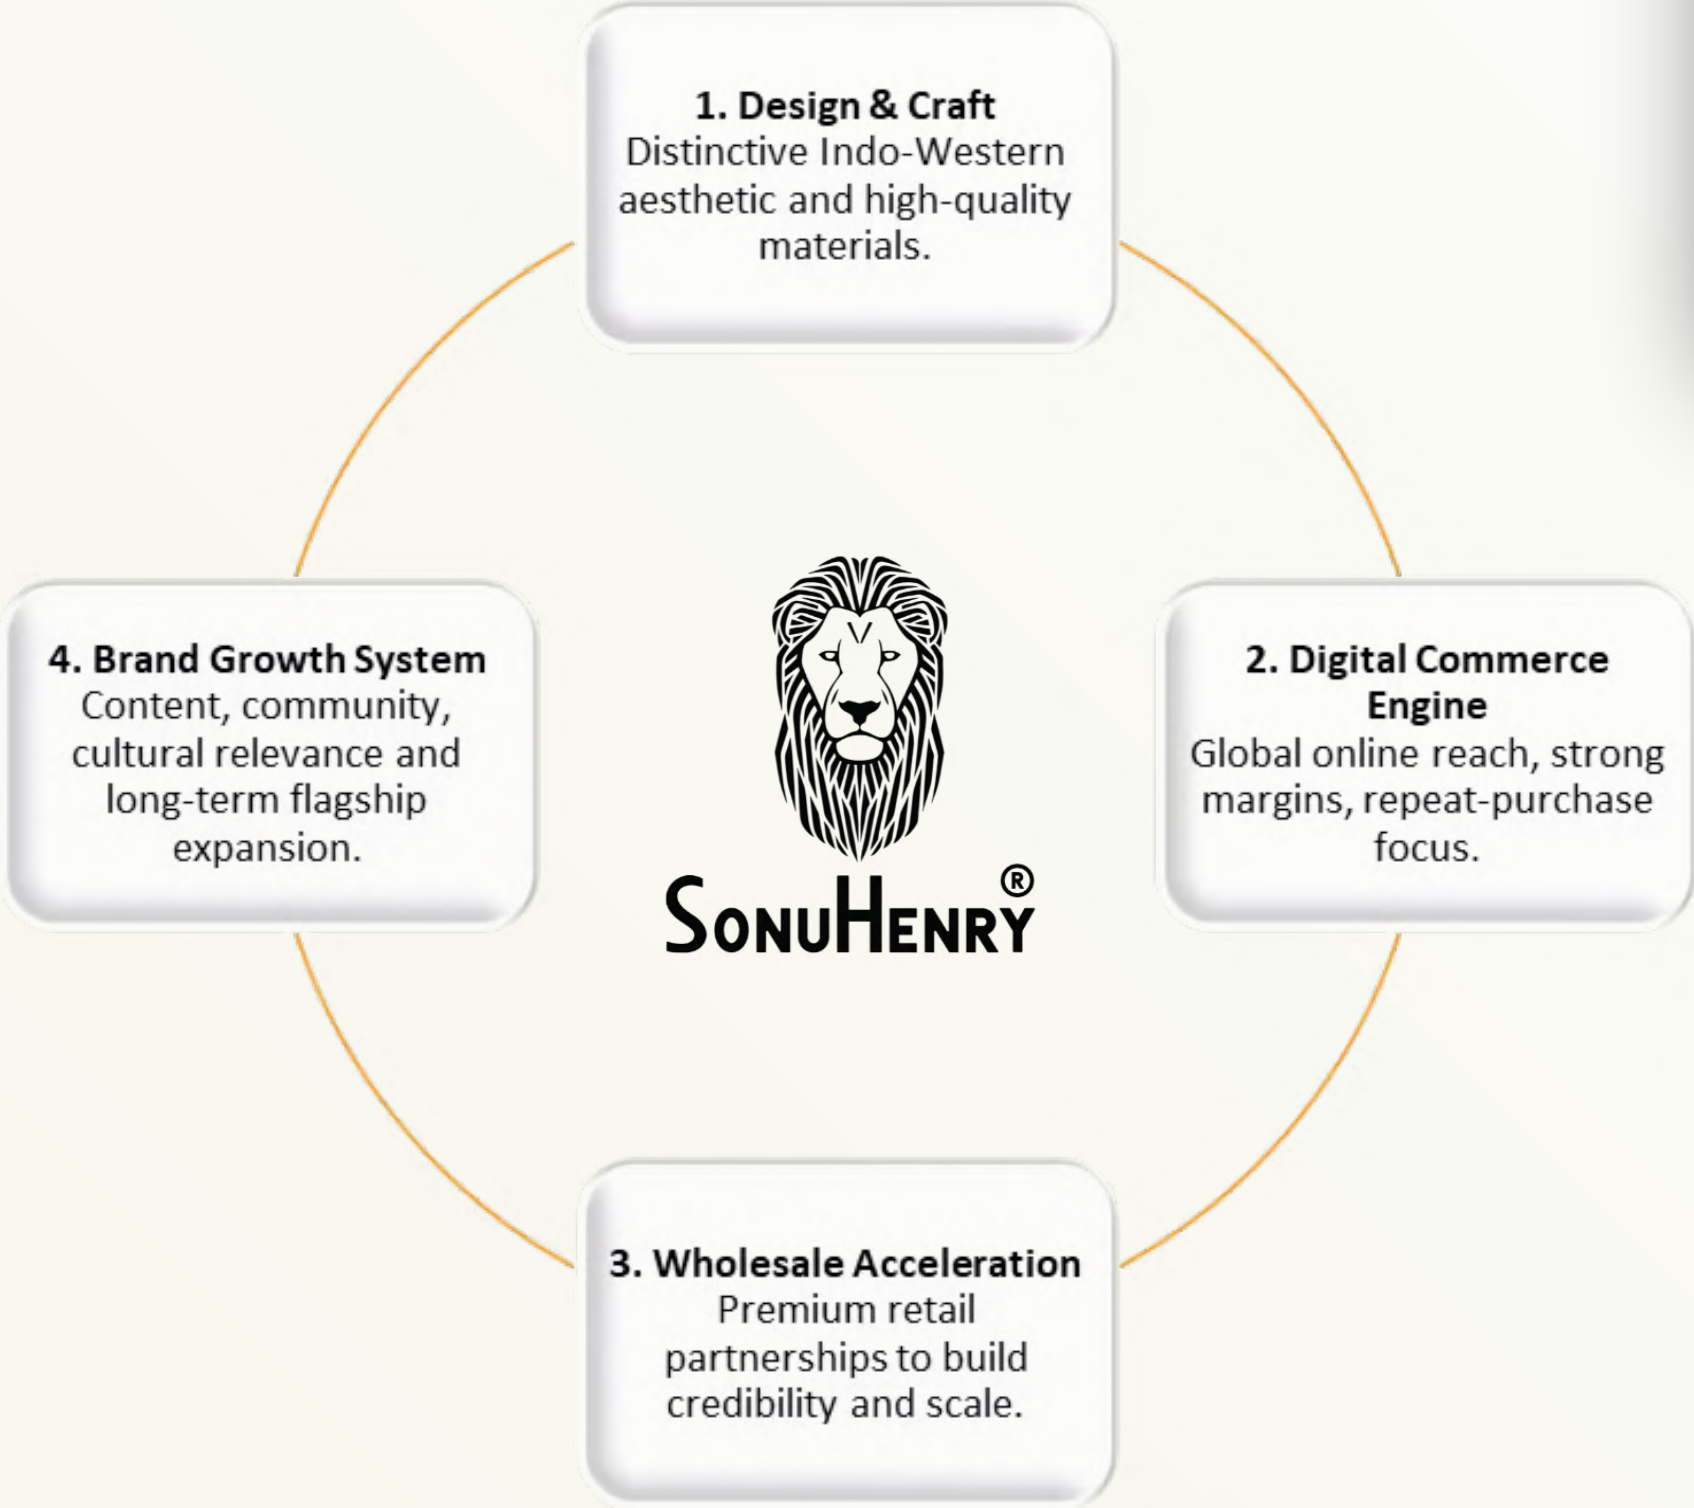 1. Design & Craft
Distinctive Indo-Western
aesthetic and high-quality
materials.
2. Digital Commerce
Engine
Global online reach, strong
margins, repeat-purchase
focus.
3. Wholesale Acceleration
Premium retail
partnerships to build
credibility and scale.
4. Brand Growth System
Content, community,
cultural relevance and
long-term flagship
expansion.
SONUHENRY®